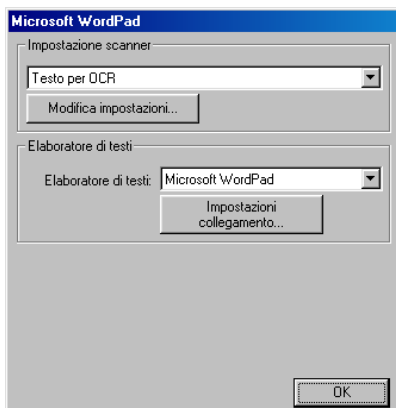 Microsoft WordPad
Impostazione scanner
Testo per OCR
Modifica impostazioni...
Elaboratore di testi
Elaboratore di testi: Microsoft WordPad
Impostazioni
collegamento...
OK